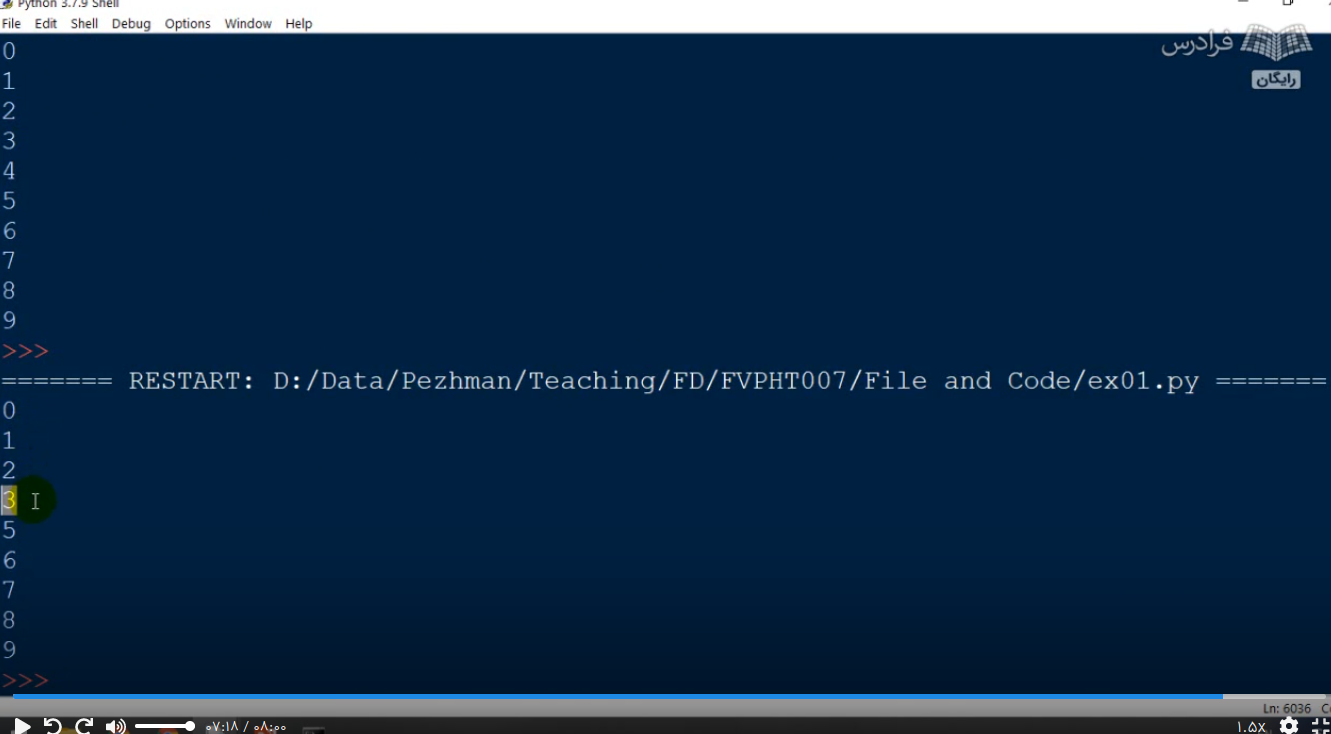 Python 3.7.9 Shell
File Edit Shell Debug Options Window Help
فرادرس
رایگان
0
1
2
3
4
5
6
7
8
9
>>>
======= RESTART: D:/Data/Pezhman/Teaching/FD/FVPHT007/File and Code/ex01.py =======
0
1
2
3
5
6
7
8
9
>>>
Ln: 6036
۰۷:۱۸ / ۰۸:۰۰
۱.۵X